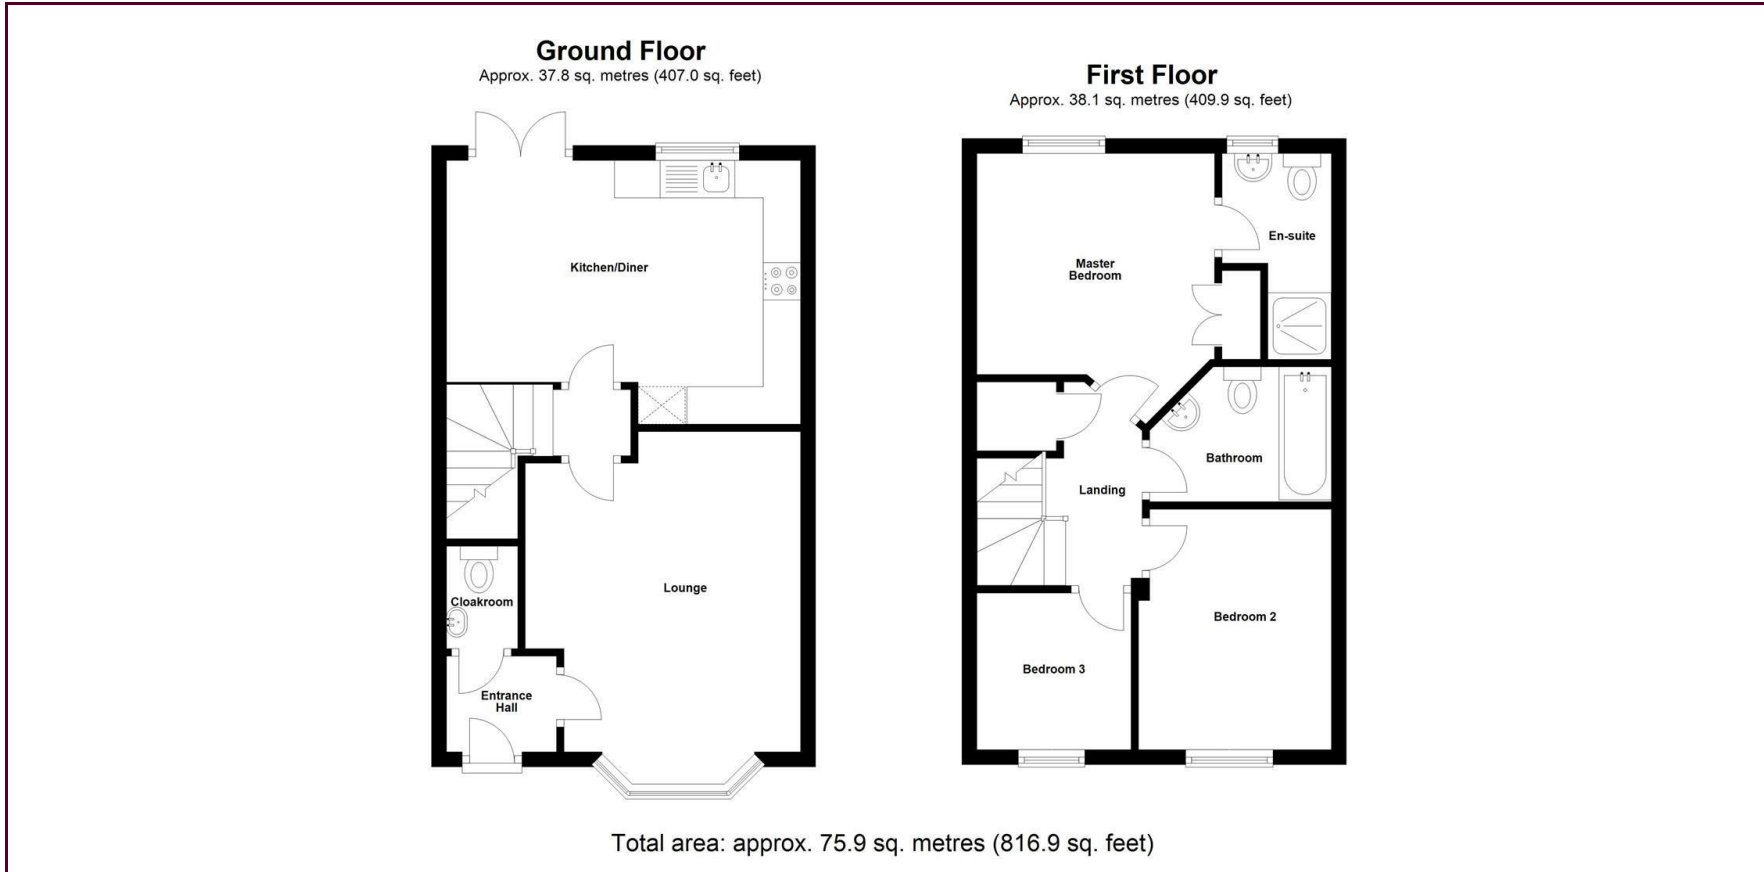 Ground Floor
Approx. 37.8 sq. metres (407.0 sq. feet)
Kitchen/Diner
Lounge
Cloakroom
Entrance
Hall
First Floor
Approx. 38.1 sq. metres (409.9 sq. feet)
En-suite
Master
Bedroom
Bathroom
Landing
Bedroom 2
Bedroom 3
Total area: approx. 75.9 sq. metres (816.9 sq. feet)